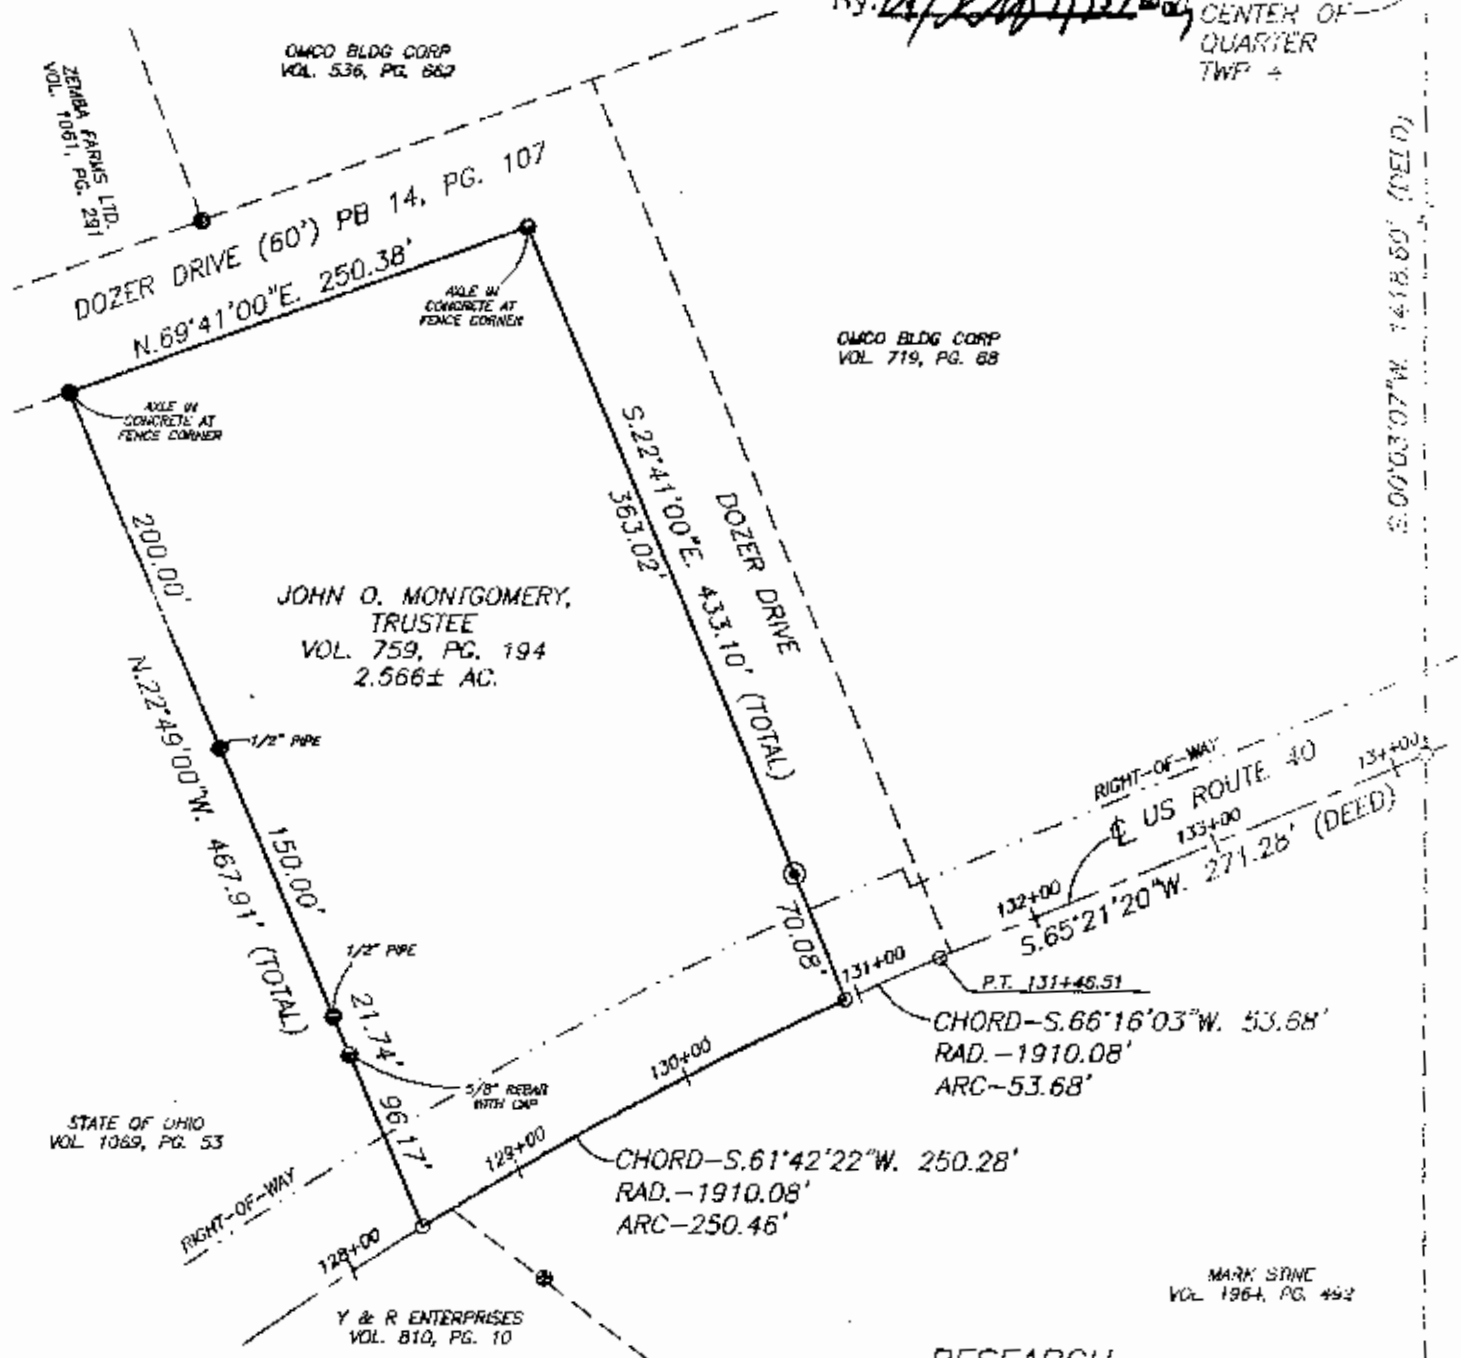 CENTER OF
QUARTER
TWP 4
OMCO BLDG CORP
VOL. 536, PG. 662
ZEMBA FARMS LTD.
VOL. 1061, PG. 291
DOZER DRIVE (60') PB 14, PG. 107
N.69°41'00"E. 250.38'
AXLE IN
CONCRETE AT
FENCE CORNER
AXLE IN
CONCRETE AT
FENCE CORNER
OMCO BLDG CORP
VOL. 719, PG. 68
S.00°03'07"W. 1418.60' (DEED)
S.22°41'00"E. 433.10' (TOTAL)
363.02'
DOZER DRIVE
200.00'
JOHN O. MONTGOMERY,
TRUSTEE
VOL. 759, PG. 194
2.566± AC.
N.22°49'00"W. 467.91' (TOTAL)
1/2" PIPE
150.00'
1/2" PIPE
21.74'
5/8" REBAR
WITH CAP
96.17'
70.08'
RIGHT-OF-WAY
℄ US ROUTE 40
134+00
133+00
132+00
S.65°21'20"W. 271.28' (DEED)
131+00
P.T. 131+46.51
CHORD-S.66°16'03"W. 53.68'
RAD.-1910.08'
ARC-53.68'
130+00
129+00
CHORD-S.61°42'22"W. 250.28'
RAD.-1910.08'
ARC-250.46'
STATE OF OHIO
VOL. 1069, PG. 53
RIGHT-OF-WAY
128+00
Y & R ENTERPRISES
VOL. 810, PG. 10
MARK STINE
VOL. 1964, PG. 492
RESEARCH